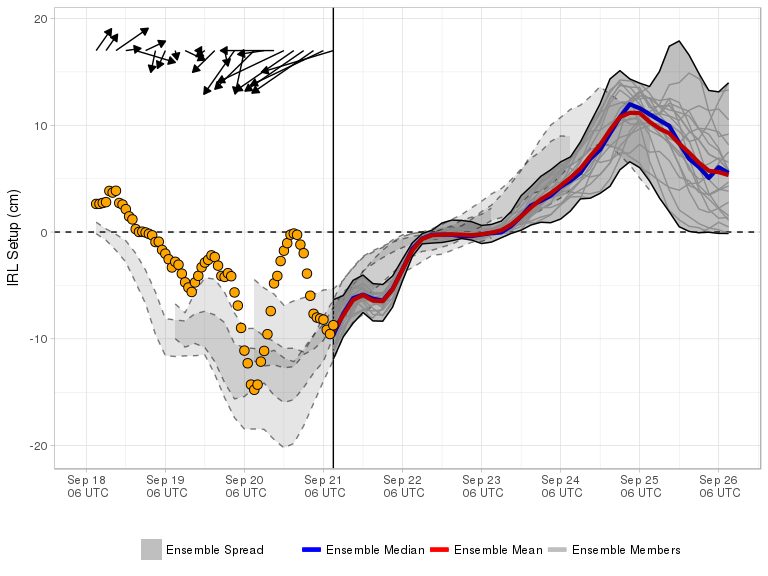 20
10
0
-10
-20
IRL Setup (cm)
Sep 18 Sep 19 Sep 20 Sep 21 Sep 22 Sep 23 Sep 24 Sep 25 Sep 26
06 UTC 06 UTC 06 UTC 06 UTC 06 UTC 06 UTC 06 UTC 06 UTC 06 UTC
Ensemble Spread Ensemble Median Ensemble Mean Ensemble Members